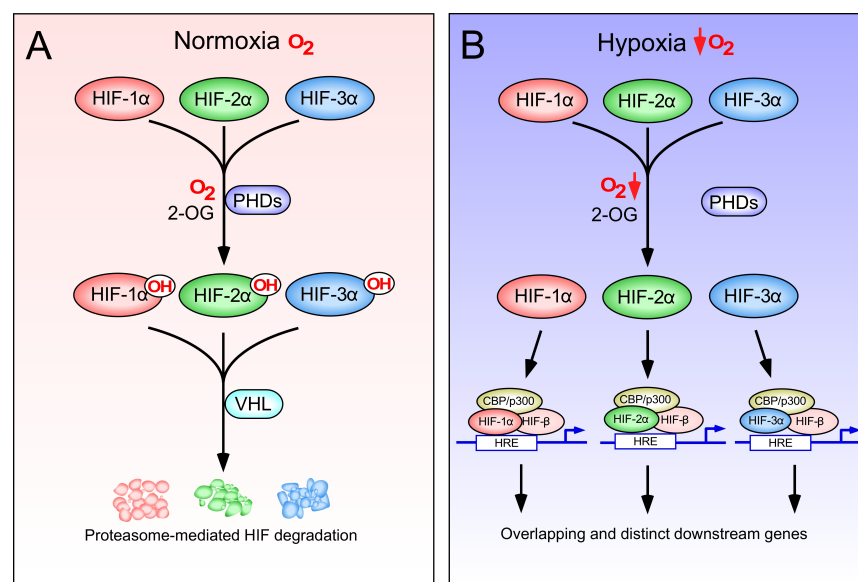 A
Normoxia O2
HIF-1α HIF-2α HIF-3α
O2
2-OG
PHDs
HIF-1α OH HIF-2α OH HIF-3α OH
VHL
Proteasome-mediated HIF degradation
B
Hypoxia O2
HIF-1α HIF-2α HIF-3α
O2
2-OG
PHDs
HIF-1α HIF-2α HIF-3α
CBP/p300 CBP/p300 CBP/p300
HIF-1α HIF-β HIF-2α HIF-β HIF-3α HIF-β
HRE HRE HRE
Overlapping and distinct downstream genes